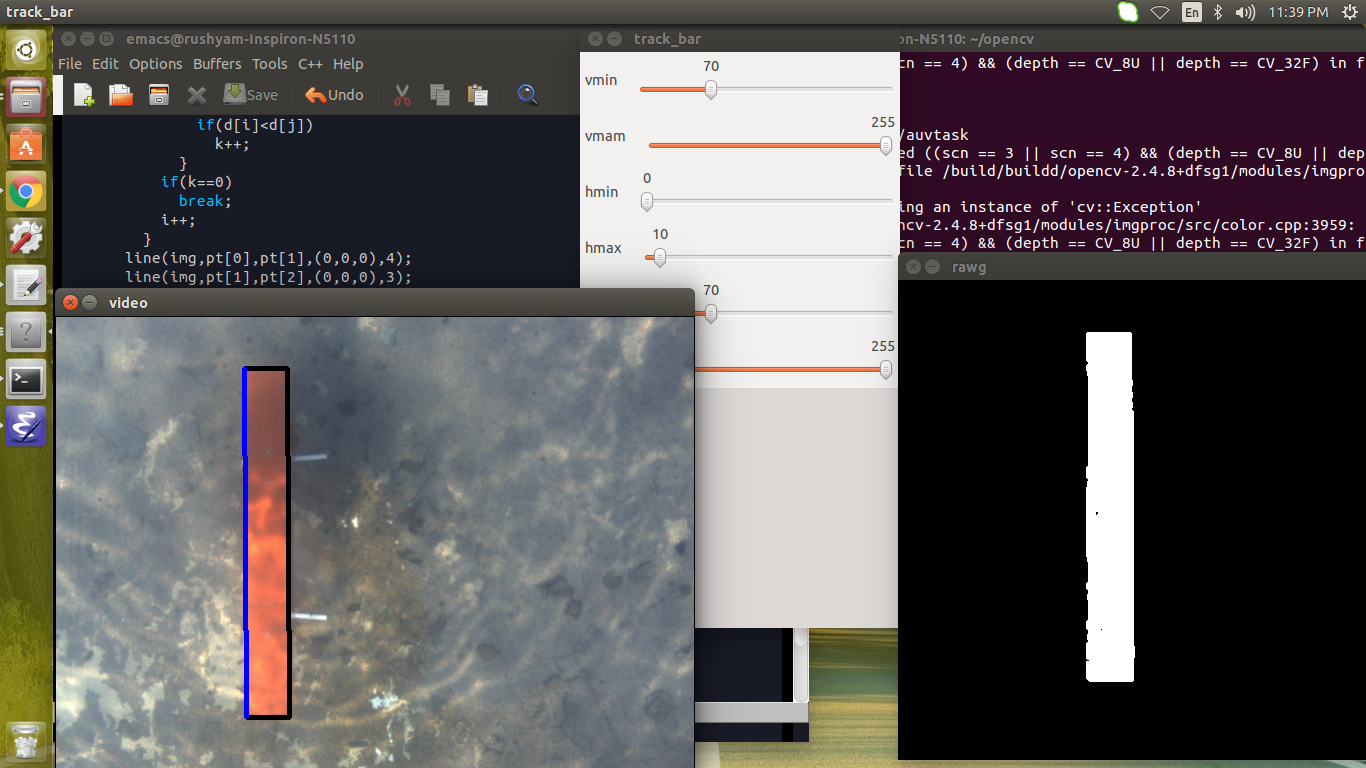 track_bar
En
11:39 PM
emacs@rushyam-Inspiron-N5110
File Edit Options Buffers Tools C++ Help
Save
Undo
if(d[i]<d[j])
k++;
}
if(k==0)
break;
i++;
}
line(img,pt[0],pt[1],(0,0,0),4);
line(img,pt[1],pt[2],(0,0,0),3);
track_bar
70
vmin
255
vmam
0
hmin
10
hmax
70
255
on-N5110: ~/opencv
cn == 4) && (depth == CV_8U || depth == CV_32F) in f
/auvtask
ed ((scn == 3 || scn == 4) && (depth == CV_8U || dep
file /build/buildd/opencv-2.4.8+dfsg1/modules/imgpro
ing an instance of 'cv::Exception'
ncv-2.4.8+dfsg1/modules/imgproc/src/color.cpp:3959:
cn == 4) && (depth == CV_8U || depth == CV_32F) in f
video
rawg